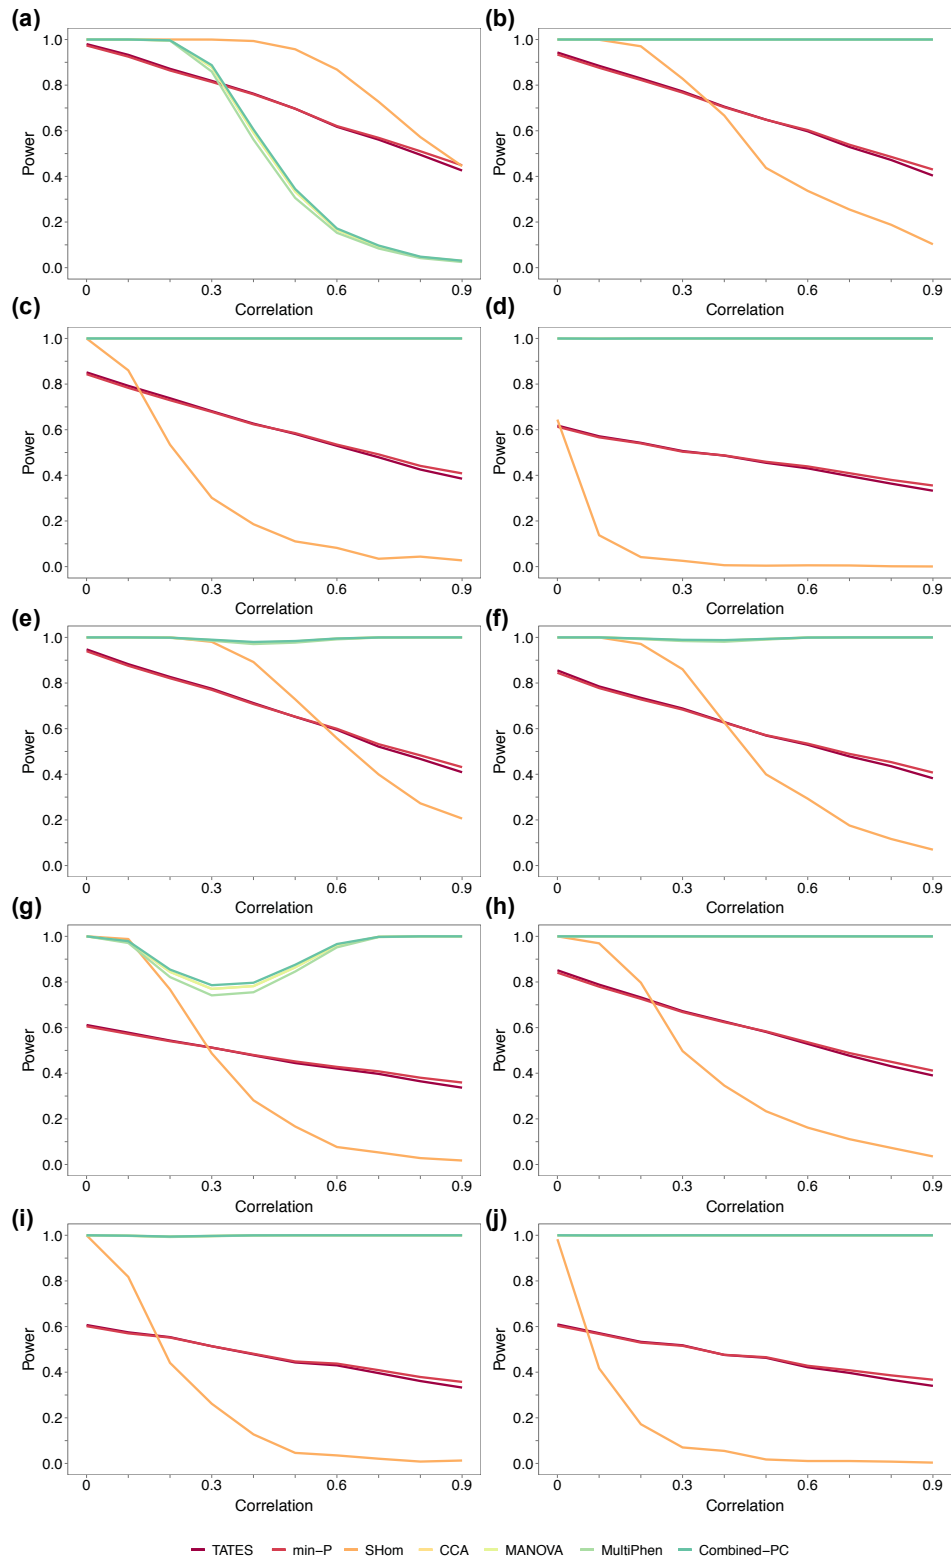 (a)
1.0
0.8
0.6
0.4
0.2
0.0
Power
0 0.3 0.6 0.9
Correlation
(b)
1.0
0.8
0.6
0.4
0.2
0.0
Power
0 0.3 0.6 0.9
Correlation
(c)
1.0
0.8
0.6
0.4
0.2
0.0
Power
0 0.3 0.6 0.9
Correlation
(d)
1.0
0.8
0.6
0.4
0.2
0.0
Power
0 0.3 0.6 0.9
Correlation
(e)
1.0
0.8
0.6
0.4
0.2
0.0
Power
0 0.3 0.6 0.9
Correlation
(f)
1.0
0.8
0.6
0.4
0.2
0.0
Power
0 0.3 0.6 0.9
Correlation
(g)
1.0
0.8
0.6
0.4
0.2
0.0
Power
0 0.3 0.6 0.9
Correlation
(h)
1.0
0.8
0.6
0.4
0.2
0.0
Power
0 0.3 0.6 0.9
Correlation
(i)
1.0
0.8
0.6
0.4
0.2
0.0
Power
0 0.3 0.6 0.9
Correlation
(j)
1.0
0.8
0.6
0.4
0.2
0.0
Power
0 0.3 0.6 0.9
Correlation
TATES min−P SHom CCA MANOVA MultiPhen Combined−PC